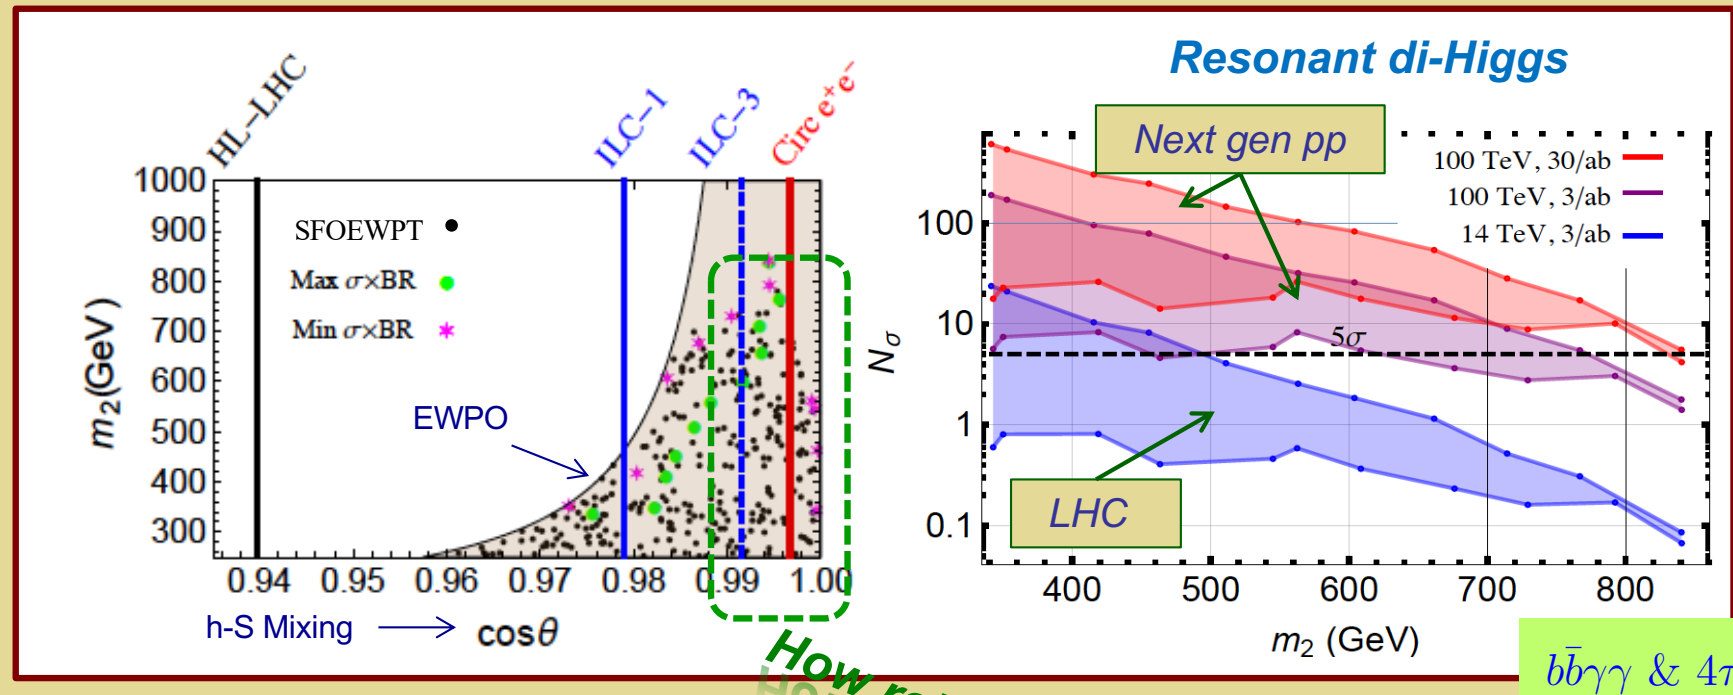 Resonant di-Higgs
HL-LHC
ILC-1
ILC-3
Circ e⁺e⁻
SFOEWPT
Max σ×BR
Min σ×BR
EWPO
m₂(GeV)
1000
900
800
700
600
500
400
300
0.94 0.95 0.96 0.97 0.98 0.99 1.00
h-S Mixing
cosθ
Next gen pp
100 TeV, 30/ab
100 TeV, 3/ab
14 TeV, 3/ab
5σ
LHC
N_σ
100
10
1
0.1
400 500 600 700 800
m₂ (GeV)
How
bb̄γγ & 4τ